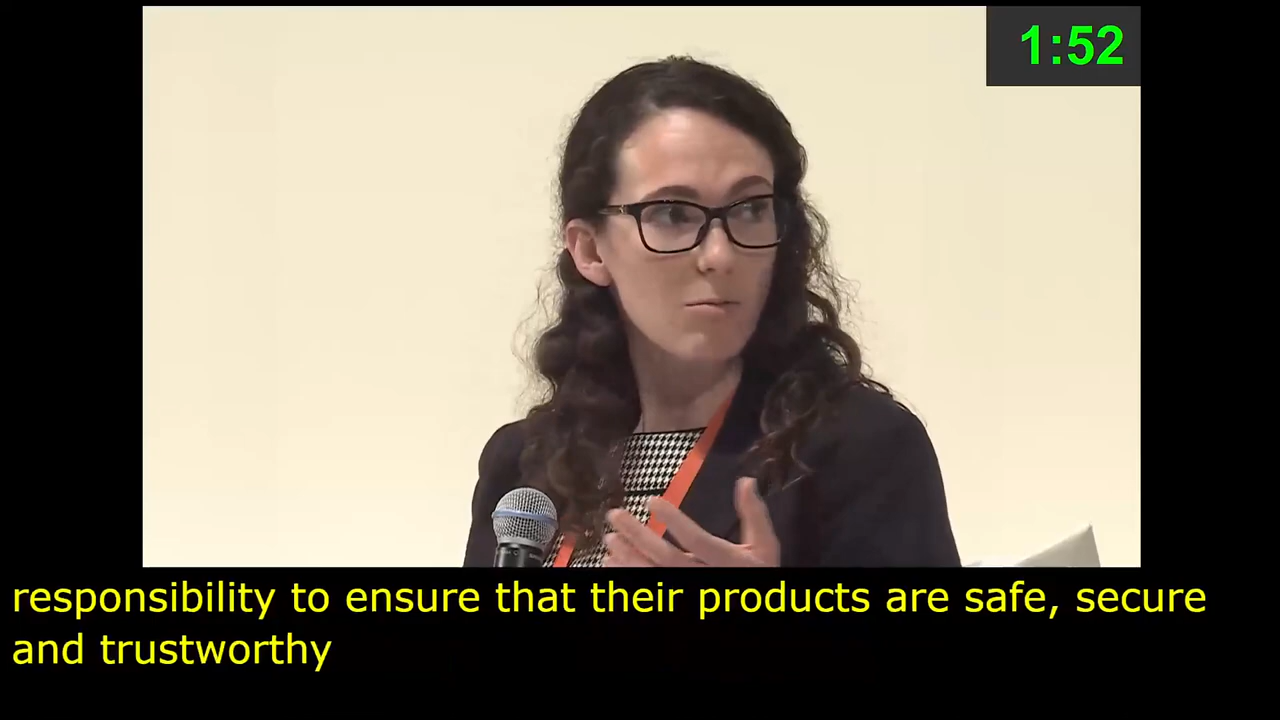 1:52
responsibility to ensure that their products are safe, secure
and trustworthy